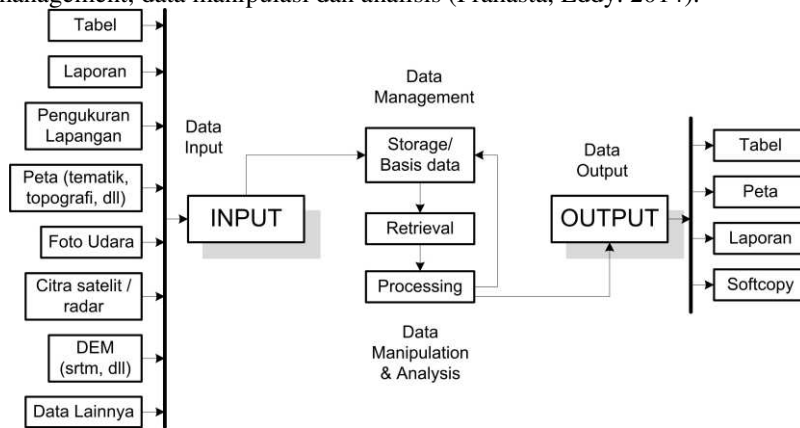 management, data manipulasi dan analisis (Prahasta, Eddy. 2014).
Tabel
Laporan
Pengukuran
Lapangan
Peta (tematik,
topografi, dll)
Foto Udara
Citra satelit /
radar
DEM
(srtm, dll)
Data Lainnya
Data
Input
INPUT
Data
Management
Storage/
Basis data
Retrieval
Processing
Data
Manipulation
& Analysis
Data
Output
OUTPUT
Tabel
Peta
Laporan
Softcopy